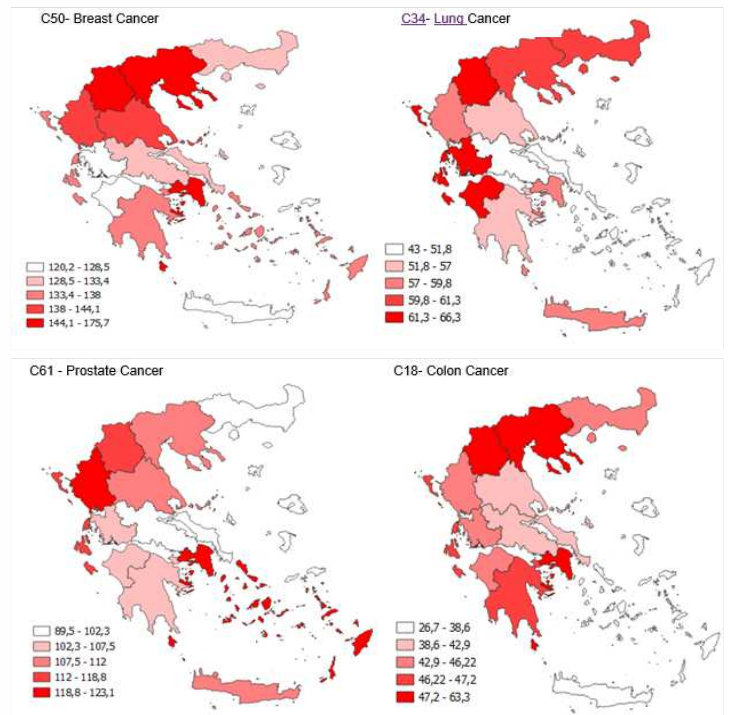 C50- Breast Cancer
120,2 - 128,5
128,5 - 133,4
133,4 - 138
138 - 144,1
144,1 - 175,7
C34- Lung Cancer
43 - 51,8
51,8 - 57
57 - 59,8
59,8 - 61,3
61,3 - 66,3
C61 - Prostate Cancer
89,5 - 102,3
102,3 - 107,5
107,5 - 112
112 - 118,8
118,8 - 123,1
C18- Colon Cancer
26,7 - 38,6
38,6 - 42,9
42,9 - 46,22
46,22 - 47,2
47,2 - 63,3